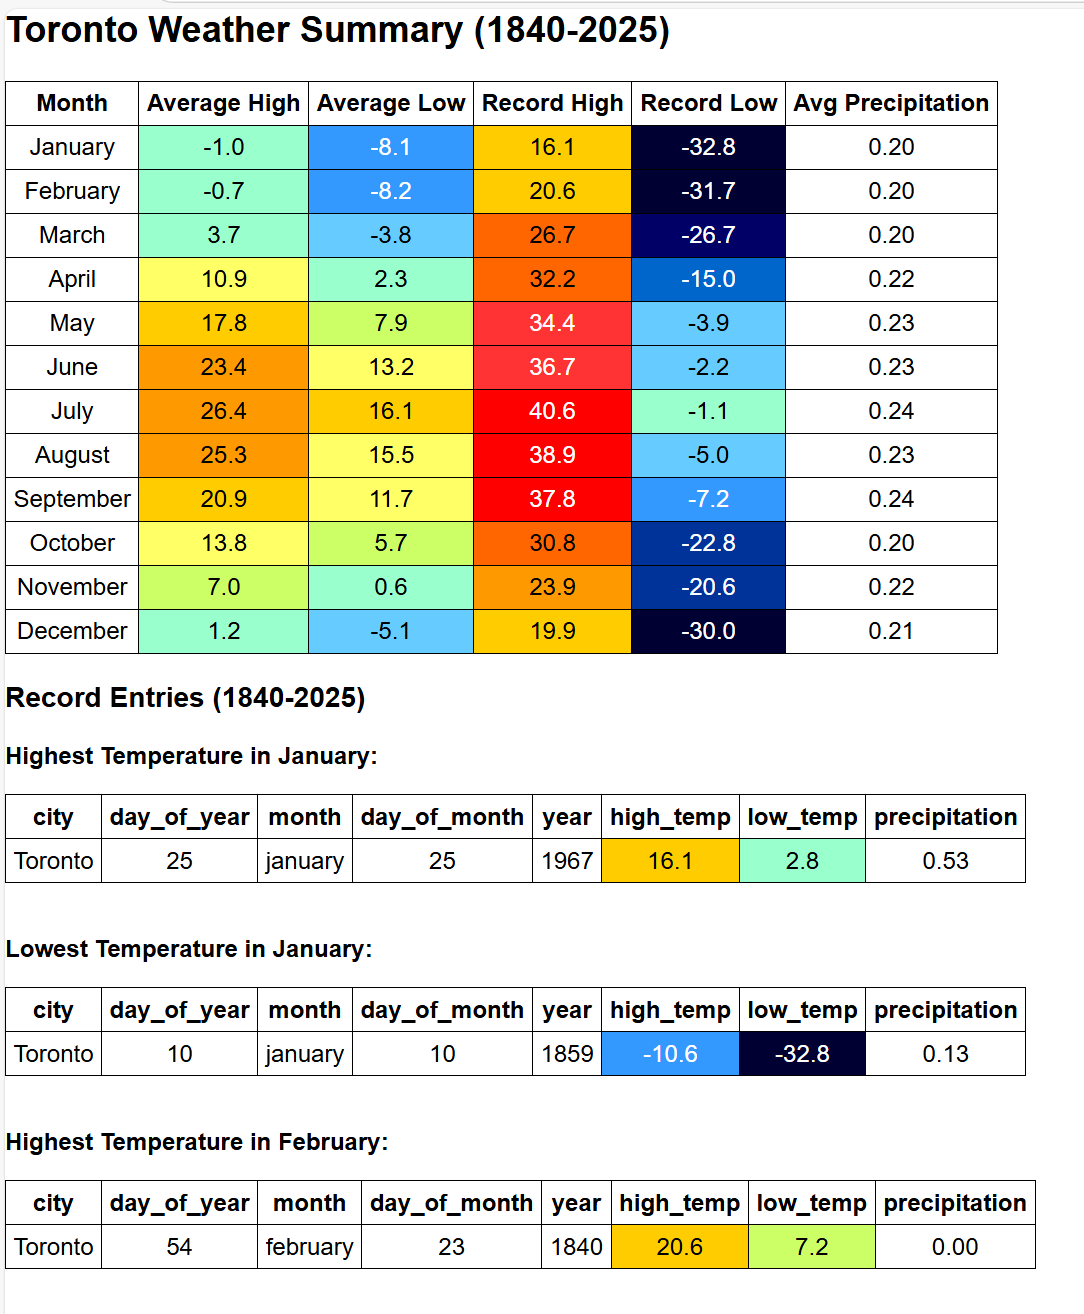 Toronto Weather Summary (1840-2025)
Month Average High Average Low Record High Record Low Avg Precipitation
January -1.0 -8.1 16.1 -32.8 0.20
February -0.7 -8.2 20.6 -31.7 0.20
March 3.7 -3.8 26.7 -26.7 0.20
April 10.9 2.3 32.2 -15.0 0.22
May 17.8 7.9 34.4 -3.9 0.23
June 23.4 13.2 36.7 -2.2 0.23
July 26.4 16.1 40.6 -1.1 0.24
August 25.3 15.5 38.9 -5.0 0.23
September 20.9 11.7 37.8 -7.2 0.24
October 13.8 5.7 30.8 -22.8 0.20
November 7.0 0.6 23.9 -20.6 0.22
December 1.2 -5.1 19.9 -30.0 0.21
Record Entries (1840-2025)
Highest Temperature in January:
city day_of_year month day_of_month year high_temp low_temp precipitation
Toronto 25 january 25 1967 16.1 2.8 0.53
Lowest Temperature in January:
city day_of_year month day_of_month year high_temp low_temp precipitation
Toronto 10 january 10 1859 -10.6 -32.8 0.13
Highest Temperature in February:
city day_of_year month day_of_month year high_temp low_temp precipitation
Toronto 54 february 23 1840 20.6 7.2 0.00